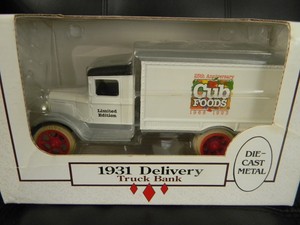 Cub
FOODS
Limited
Edition
1931 Delivery
Truck Bank
DIE-
CAST
METAL